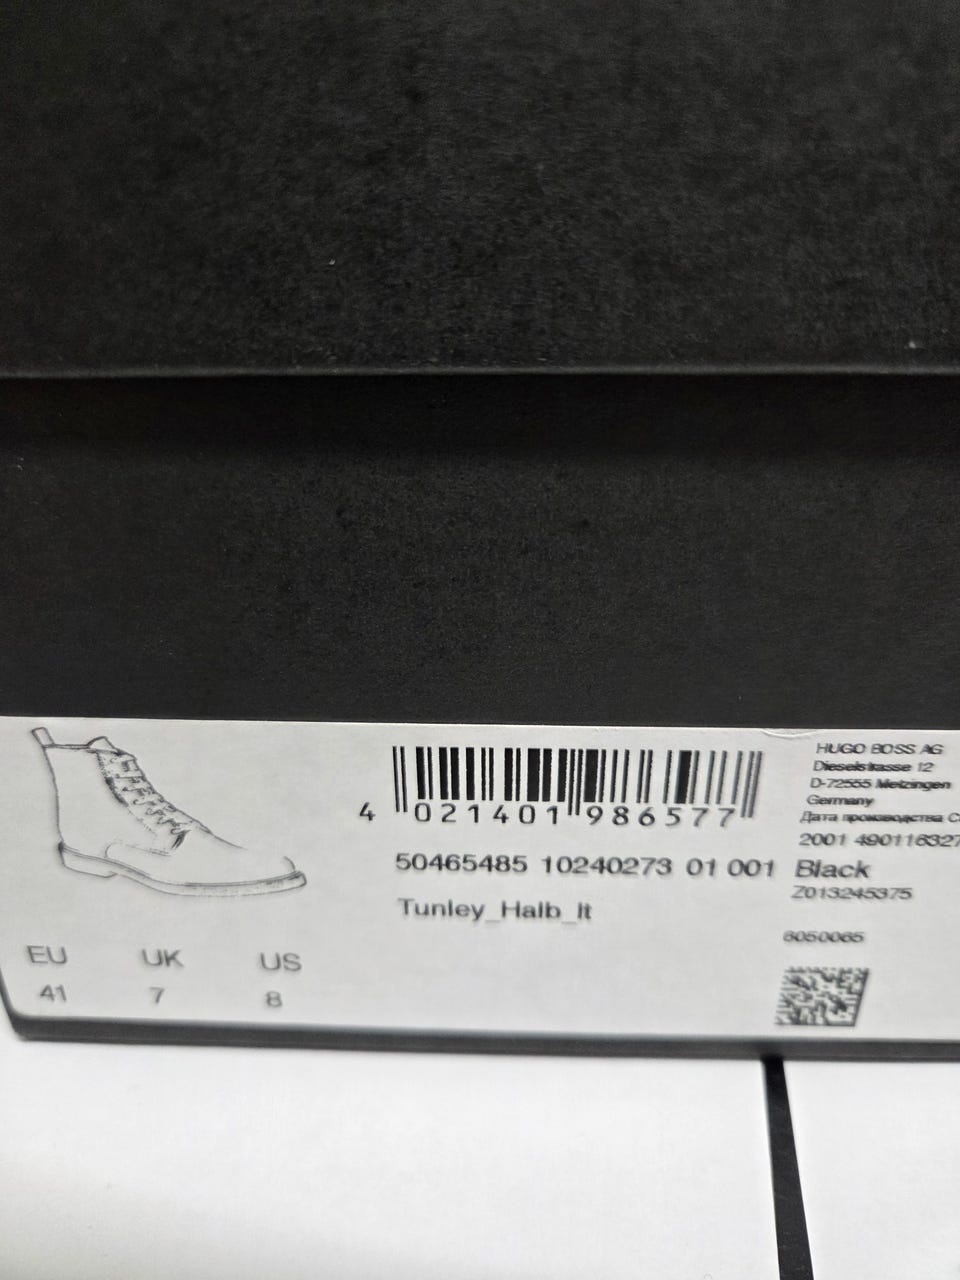 4 021401 986577
50465485 10240273 01 001 Black
Tunley_Halb_lt
EU UK US
41 7 8
HUGO BOSS AG
Dieselstrasse 12
D-72555 Metzingen
Germany
Дата производства
2001 490116327
Z013245375
6050065